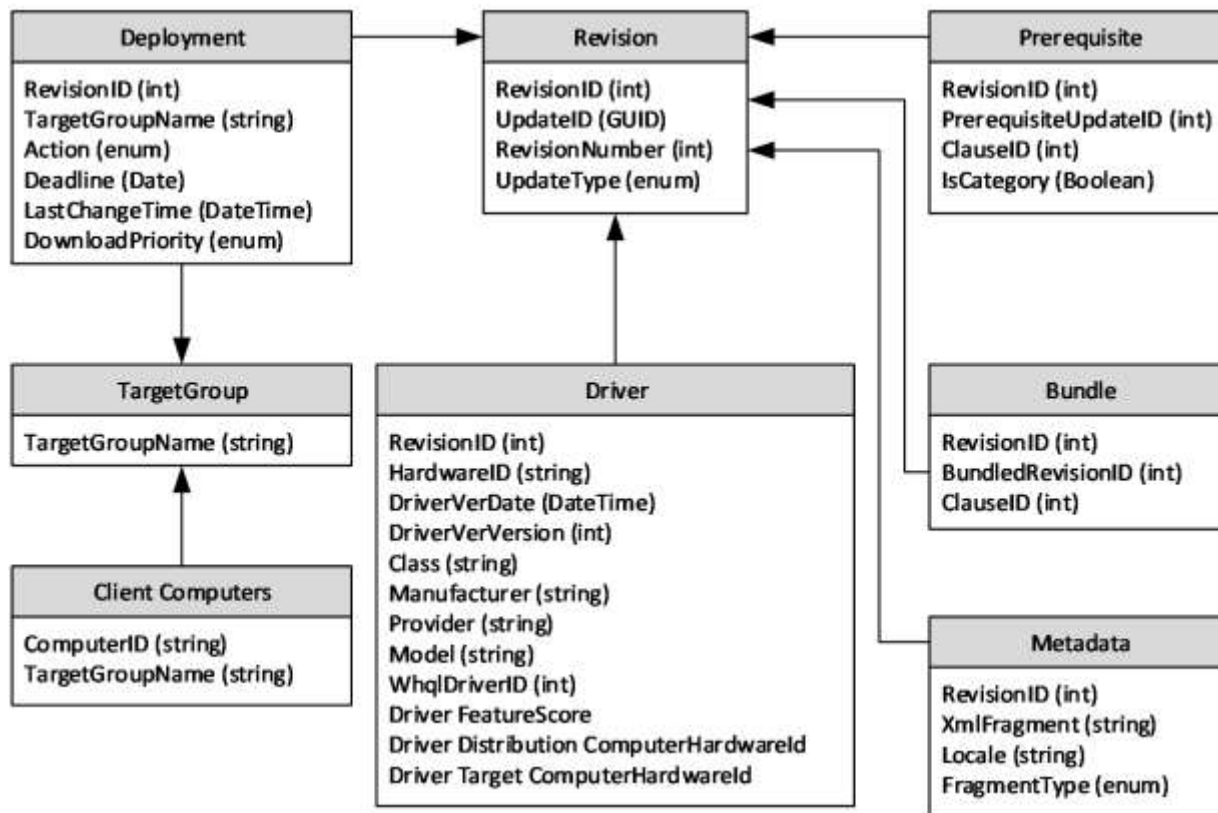 Deployment
RevisionID (int)
TargetGroupName (string)
Action (enum)
Deadline (Date)
LastChangeTime (DateTime)
DownloadPriority (enum)
Revision
RevisionID (int)
UpdateID (GUID)
RevisionNumber (int)
UpdateType (enum)
Prerequisite
RevisionID (int)
PrerequisiteUpdateID (int)
ClauseID (int)
IsCategory (Boolean)
TargetGroup
TargetGroupName (string)
Driver
RevisionID (int)
HardwareID (string)
DriverVerDate (DateTime)
DriverVerVersion (int)
Class (string)
Manufacturer (string)
Provider (string)
Model (string)
WhqlDriverID (int)
Driver FeatureScore
Driver Distribution ComputerHardwareId
Driver Target ComputerHardwareId
Bundle
RevisionID (int)
BundledRevisionID (int)
ClauseID (int)
Client Computers
ComputerID (string)
TargetGroupName (string)
Metadata
RevisionID (int)
XmlFragment (string)
Locale (string)
FragmentType (enum)